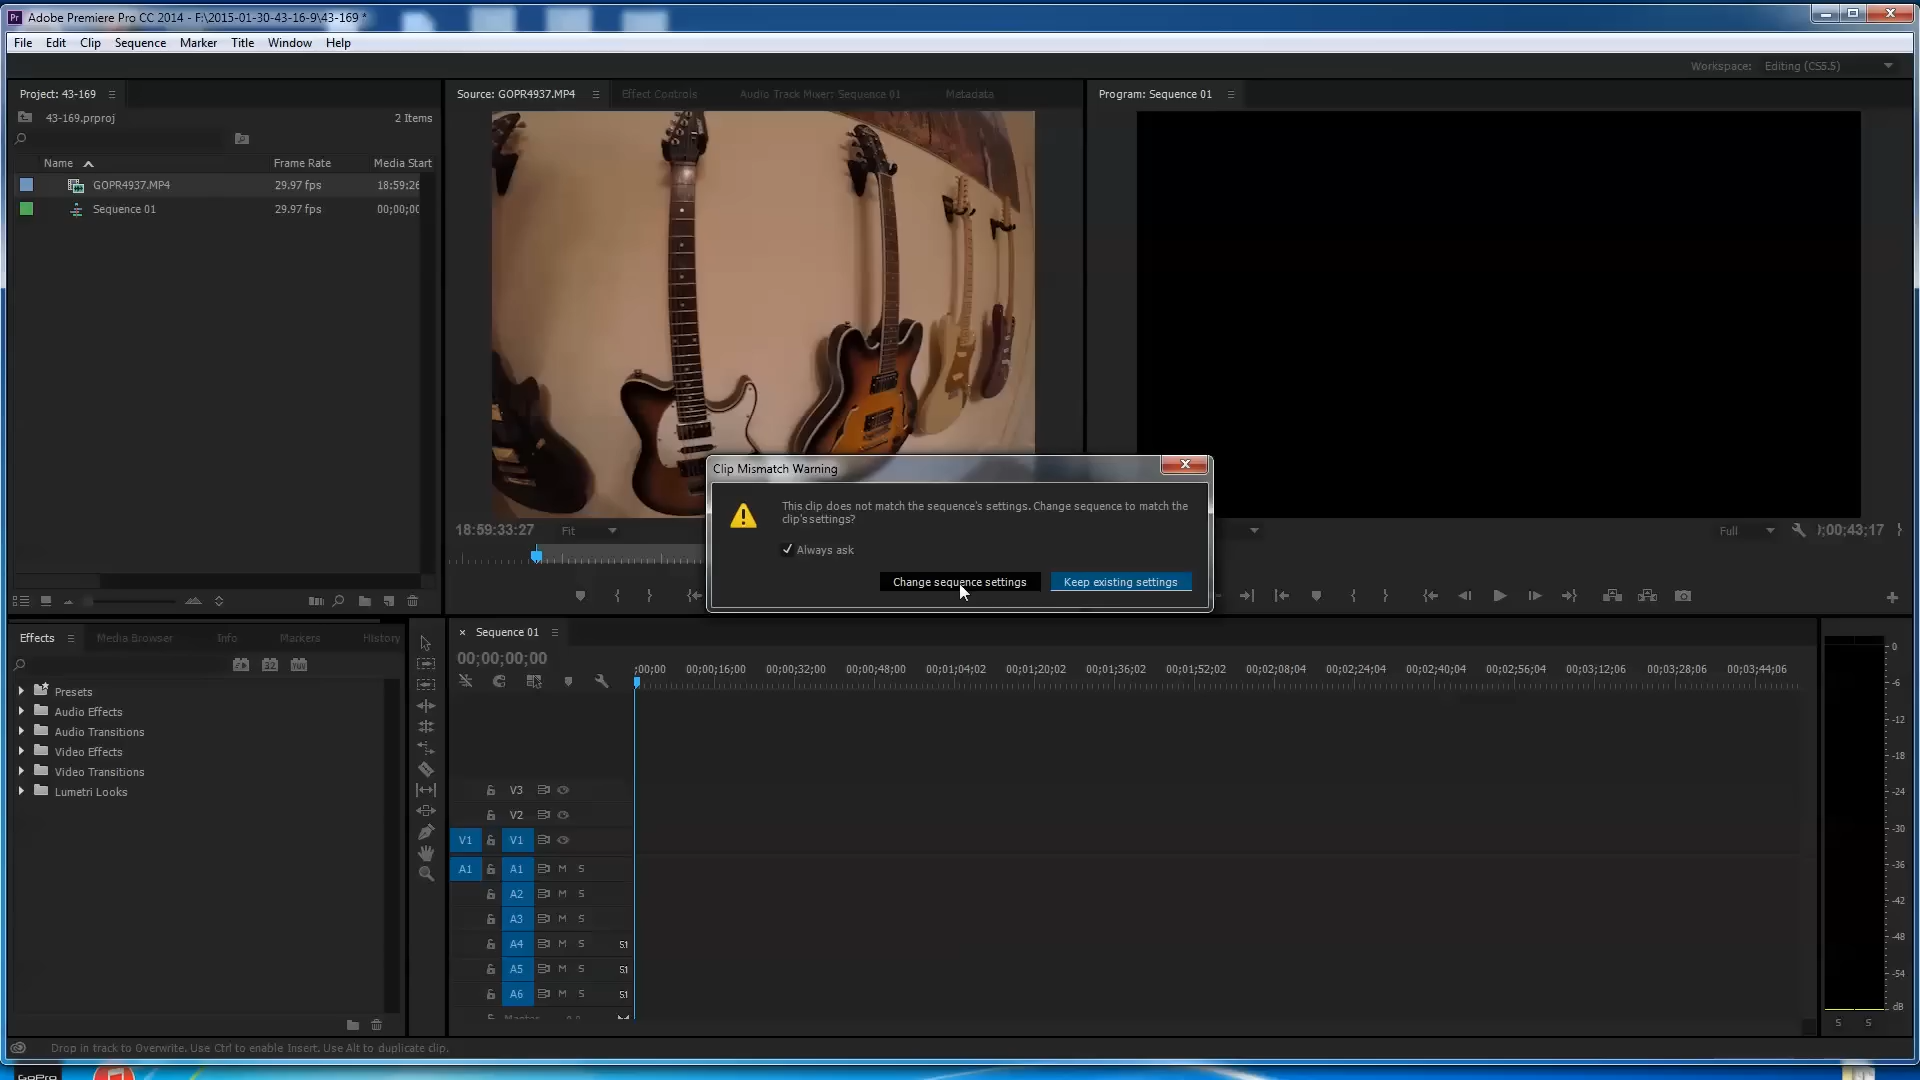 Adobe Premiere Pro CC 2014 - F:\2015-01-30-43-16-9\43-169 *
File Edit Clip Sequence Marker Title Window Help
Workspace: Editing (CS5.5)
Project: 43-169
Source: GOPR4937.MP4 Effect Controls Audio Track Mixer: Sequence 01 Metadata
Program: Sequence 01
43-169.prproj 2 Items
Name Frame Rate Media Start
GOPR4937.MP4 29.97 fps 18:59:26
Sequence 01 29.97 fps 00;00;00
Clip Mismatch Warning
This clip does not match the sequence's settings. Change sequence to match the
clip's settings?
Always ask
Change sequence settings Keep existing settings
18:59:33:27 Fit
Full ;00;43;17
Effects Media Browser Info Markers History
Presets
Audio Effects
Audio Transitions
Video Effects
Video Transitions
Lumetri Looks
Sequence 01
00;00;00;00
;00;00 00;00;16;00 00;00;32;00 00;00;48;00 00;01;04;02 00;01;20;02 00;01;36;02 00;01;52;02 00;02;08;04 00;02;24;04 00;02;40;04 00;02;56;04 00;03;12;06 00;03;28;06 00;03;44;06
V3
V2
V1 V1
A1 A1 M S
A2 M S
A3 M S
A4 M S 5.1
A5 M S 5.1
A6 M S 5.1
Master 0.0
0
-6
-12
-18
-24
-30
-36
-42
-48
-54
dB
S S
Drop in track to Overwrite. Use Ctrl to enable Insert. Use Alt to duplicate clip.
GoPro